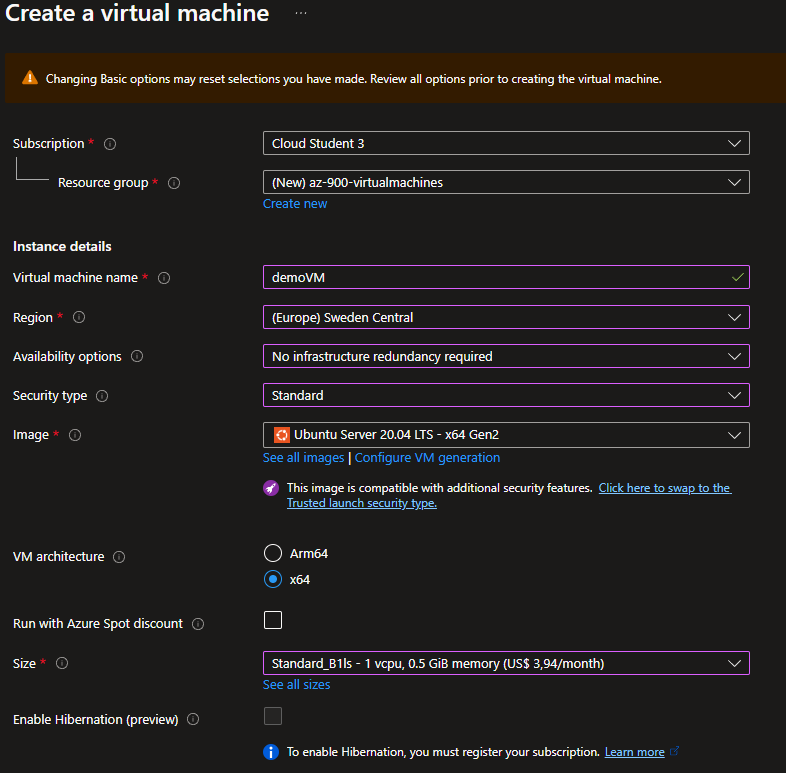 Create a virtual machine ...
Changing Basic options may reset selections you have made. Review all options prior to creating the virtual machine.
Subscription *
Cloud Student 3
Resource group *
(New) az-900-virtualmachines
Create new
Instance details
Virtual machine name *
demoVM
Region *
(Europe) Sweden Central
Availability options
No infrastructure redundancy required
Security type
Standard
Image *
Ubuntu Server 20.04 LTS - x64 Gen2
See all images | Configure VM generation
This image is compatible with additional security features. Click here to swap to the
Trusted launch security type.
VM architecture
Arm64
x64
Run with Azure Spot discount
Size *
Standard_B1ls - 1 vcpu, 0.5 GiB memory (US$ 3,94/month)
See all sizes
Enable Hibernation (preview)
To enable Hibernation, you must register your subscription. Learn more